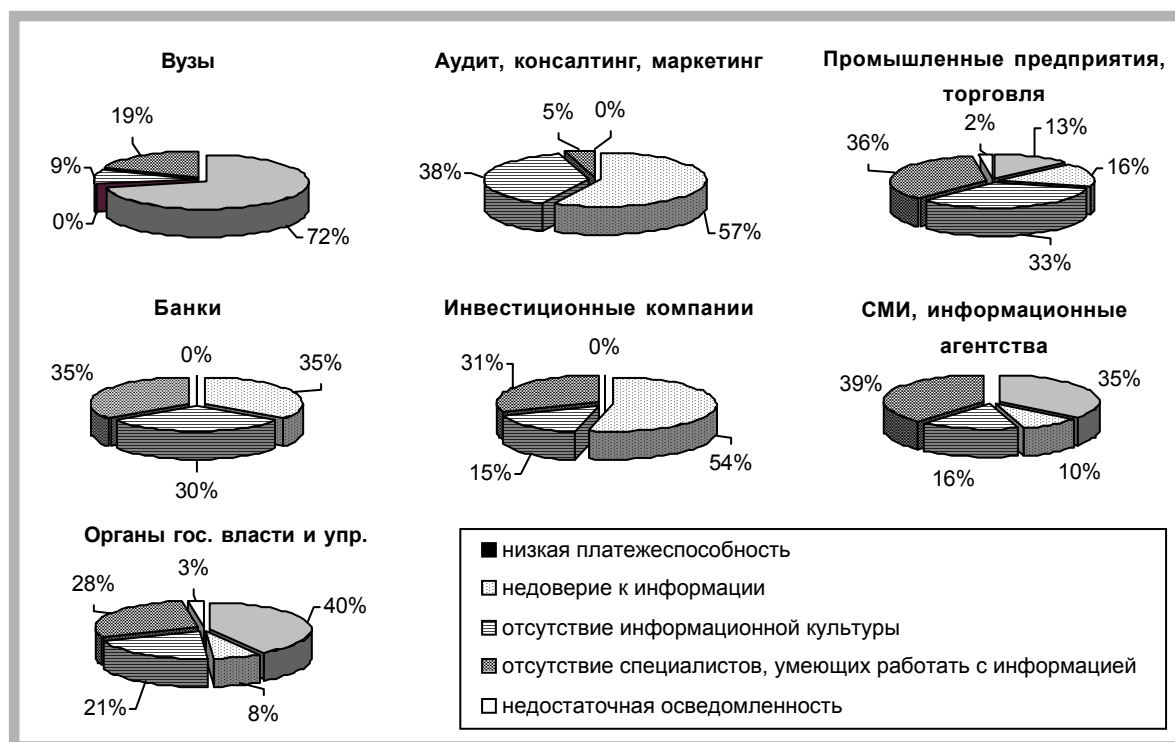 Вузы
19%
9%
0%
72%
Аудит, консалтинг, маркетинг
5%
0%
38%
57%
Промышленные предприятия,
торговля
2%
13%
36%
16%
33%
Банки
0%
35%
35%
30%
Инвестиционные компании
0%
31%
15%
54%
СМИ, информационные
агентства
39%
35%
16%
10%
Органы гос. власти и упр.
3%
28%
40%
21%
8%
низкая платежеспособность
недоверие к информации
отсутствие информационной культуры
отсутствие специалистов, умеющих работать с информацией
недостаточная осведомленность